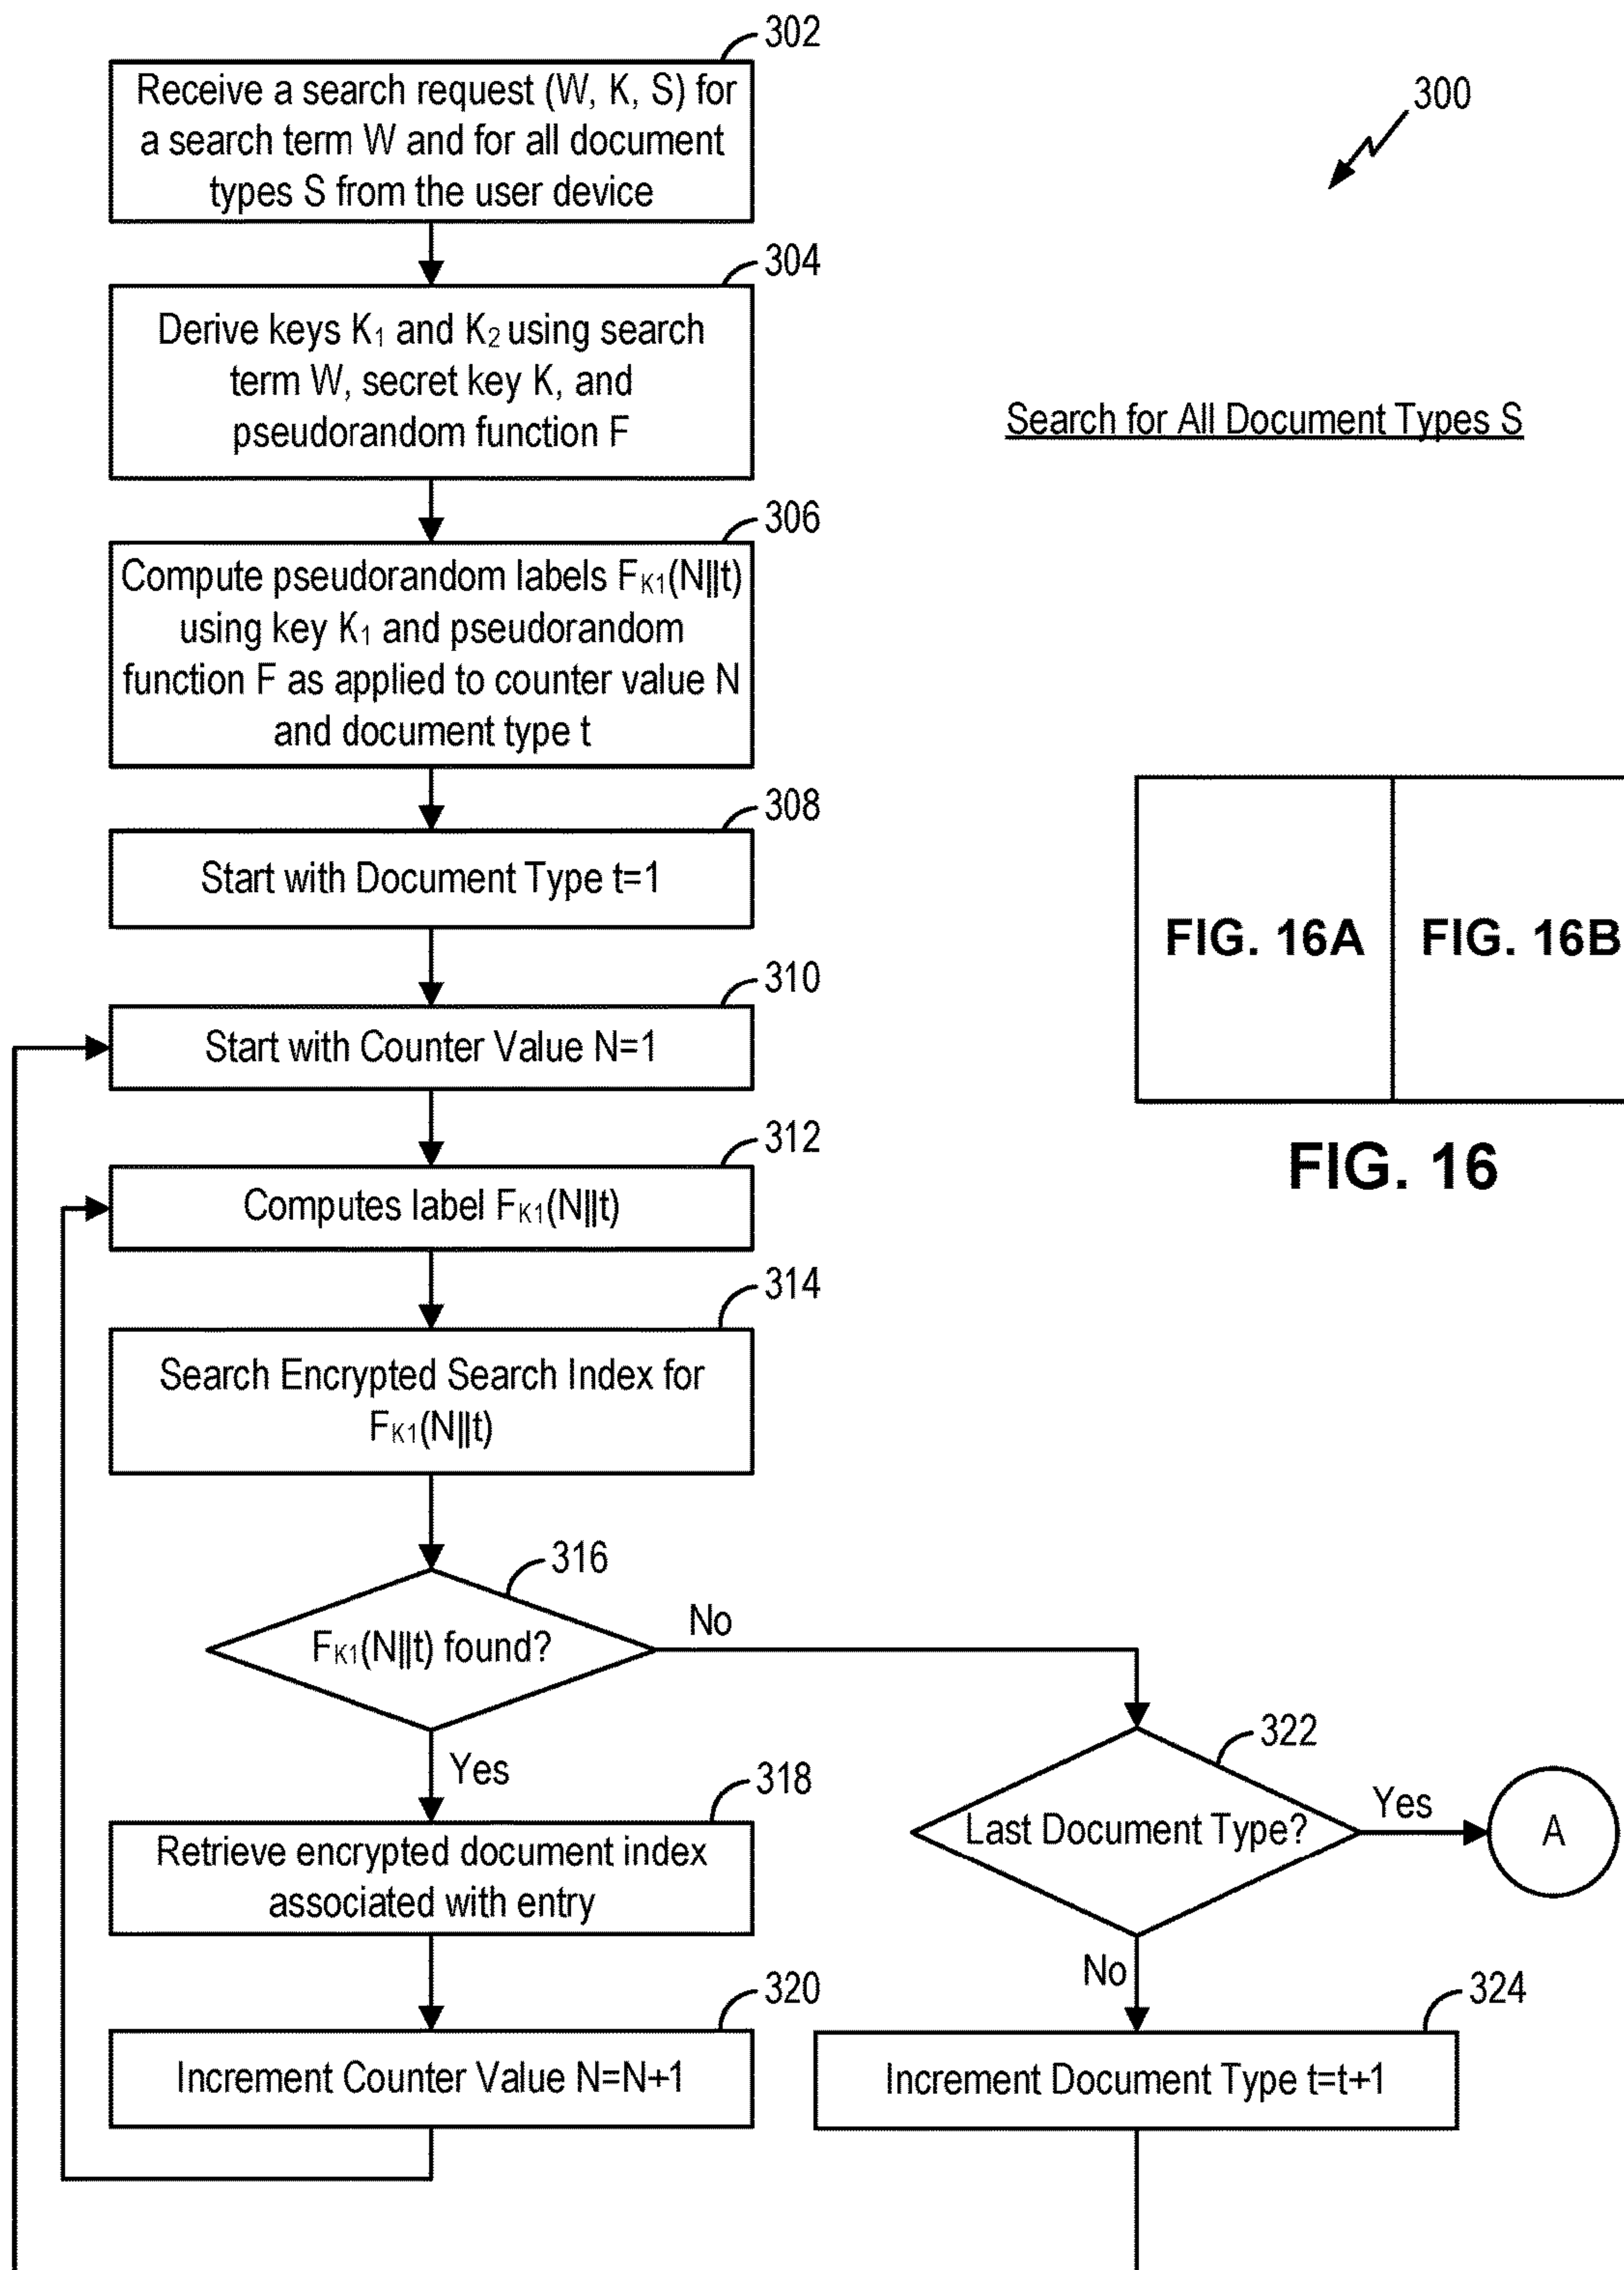 302
Receive a search request (W, K, S) for
a search term W and for all document
types S from the user device
300
304
Derive keys K₁ and K₂ using search
term W, secret key K, and
pseudorandom function F
Search for All Document Types S
306
Compute pseudorandom labels F_K1(N||t)
using key K₁ and pseudorandom
function F as applied to counter value N
and document type t
308
Start with Document Type t=1
FIG. 16A
FIG. 16B
310
Start with Counter Value N=1
FIG. 16
312
Computes label F_K1(N||t)
314
Search Encrypted Search Index for
F_K1(N||t)
316
F_K1(N||t) found?
No
Yes
322
Last Document Type?
Yes
A
318
Retrieve encrypted document index
associated with entry
No
320
Increment Counter Value N=N+1
324
Increment Document Type t=t+1